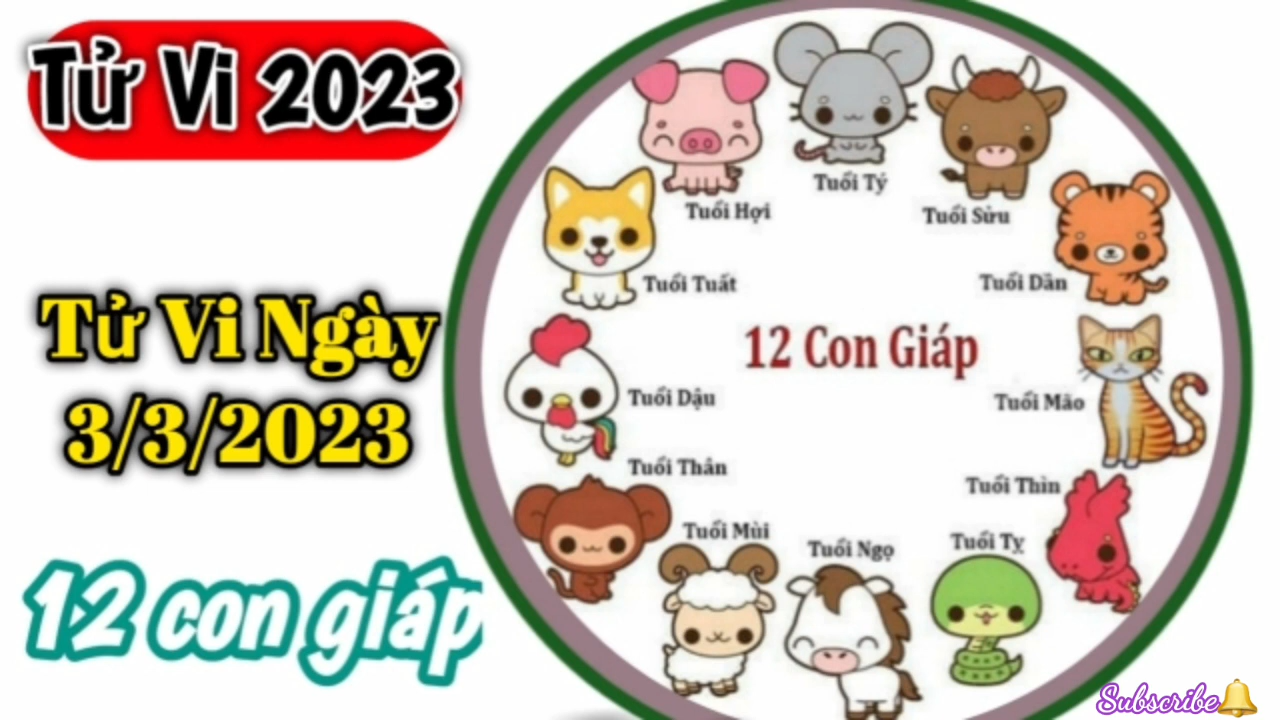 Tử Vi 2023
Tử Vi Ngày
3/3/2023
12 con giáp
12 Con Giáp
Tuổi Tý
Tuổi Sửu
Tuổi Dần
Tuổi Mão
Tuổi Thìn
Tuổi Tỵ
Tuổi Ngọ
Tuổi Mùi
Tuổi Thân
Tuổi Dậu
Tuổi Tuất
Tuổi Hợi
Subscribe